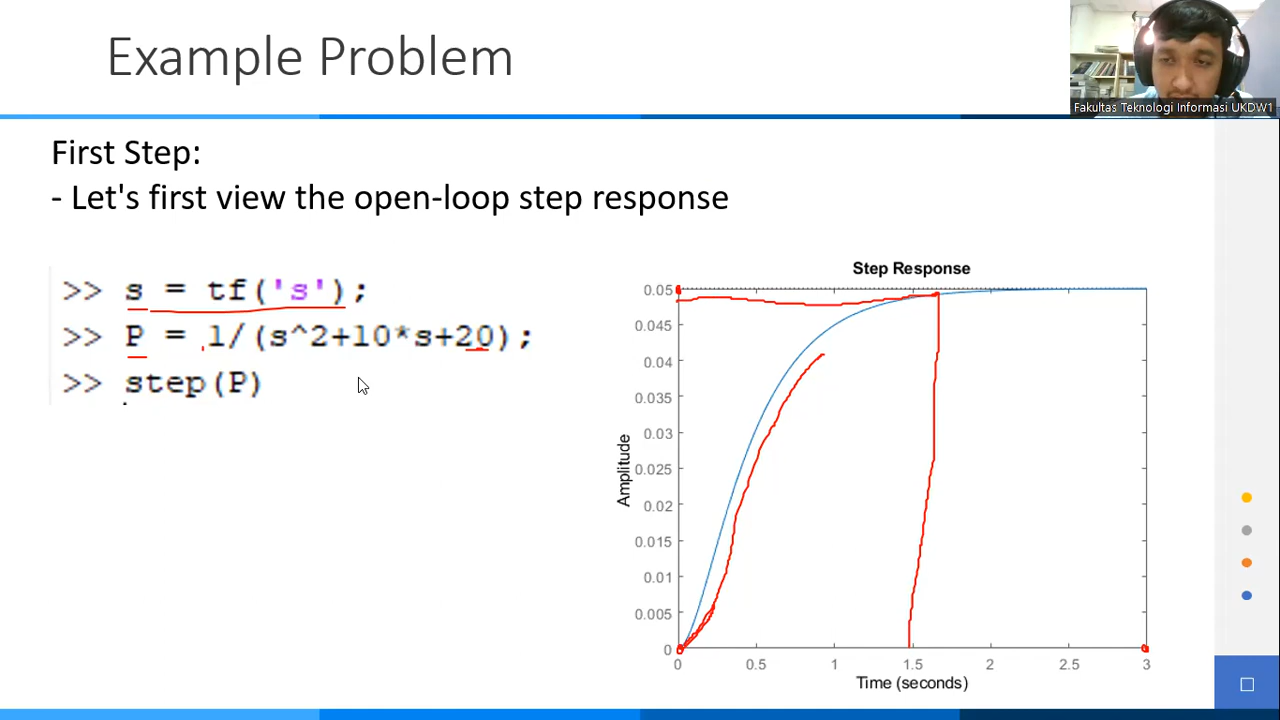 Example Problem
Fakultas Teknologi Informasi UKDW1
First Step:
- Let's first view the open-loop step response
>> s = tf('s');
>> P = 1/(s^2+10*s+20);
>> step(P)
Step Response
0.05
0.045
0.04
0.035
0.03
0.025
0.02
0.015
0.01
0.005
0
Amplitude
0 0.5 1 1.5 2 2.5 3
Time (seconds)